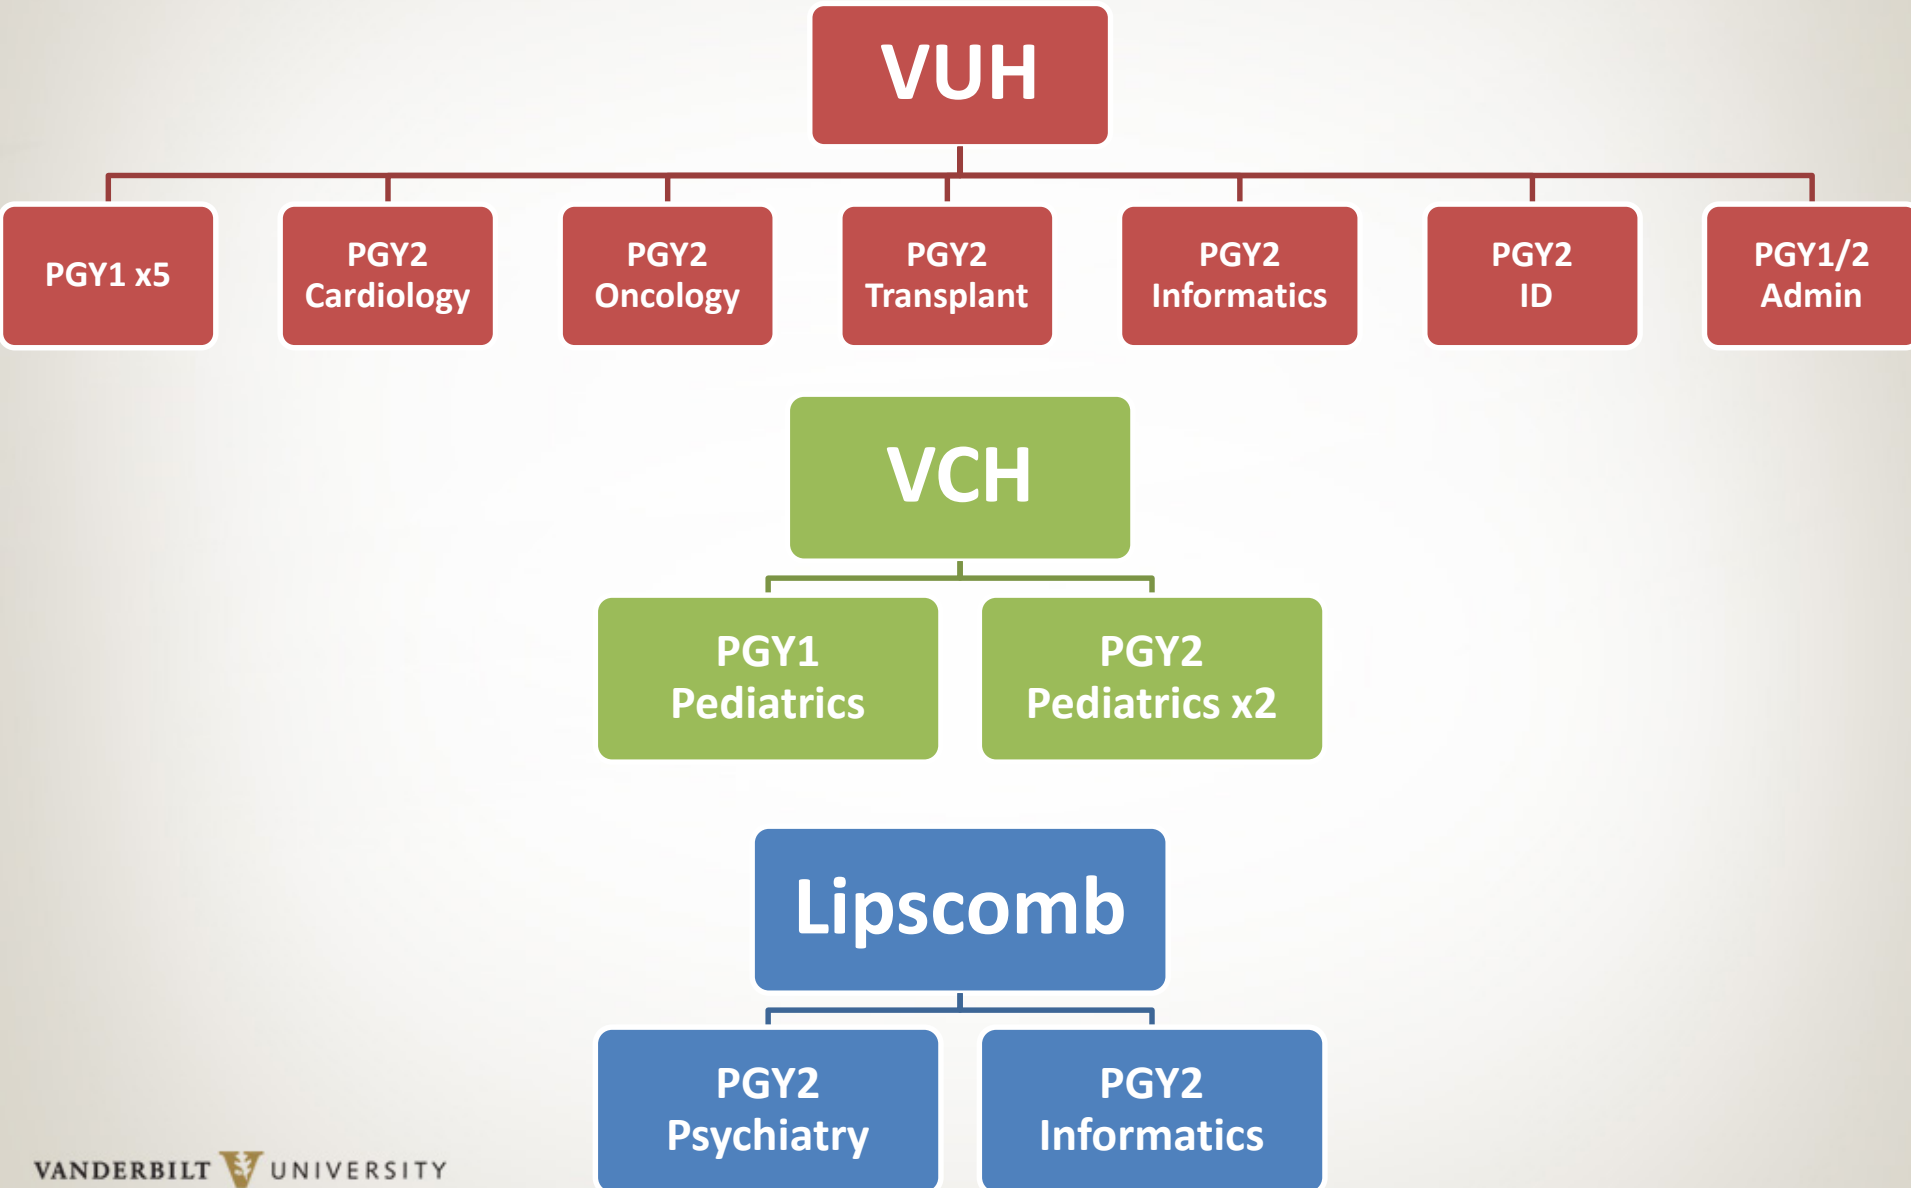 VUH
PGY1 x5
PGY2
Cardiology
PGY2
Oncology
PGY2
Transplant
PGY2
Informatics
PGY2
ID
PGY1/2
Admin
VCH
PGY1
Pediatrics
PGY2
Pediatrics x2
Lipscomb
PGY2
Psychiatry
PGY2
Informatics
VANDERBILT V UNIVERSITY